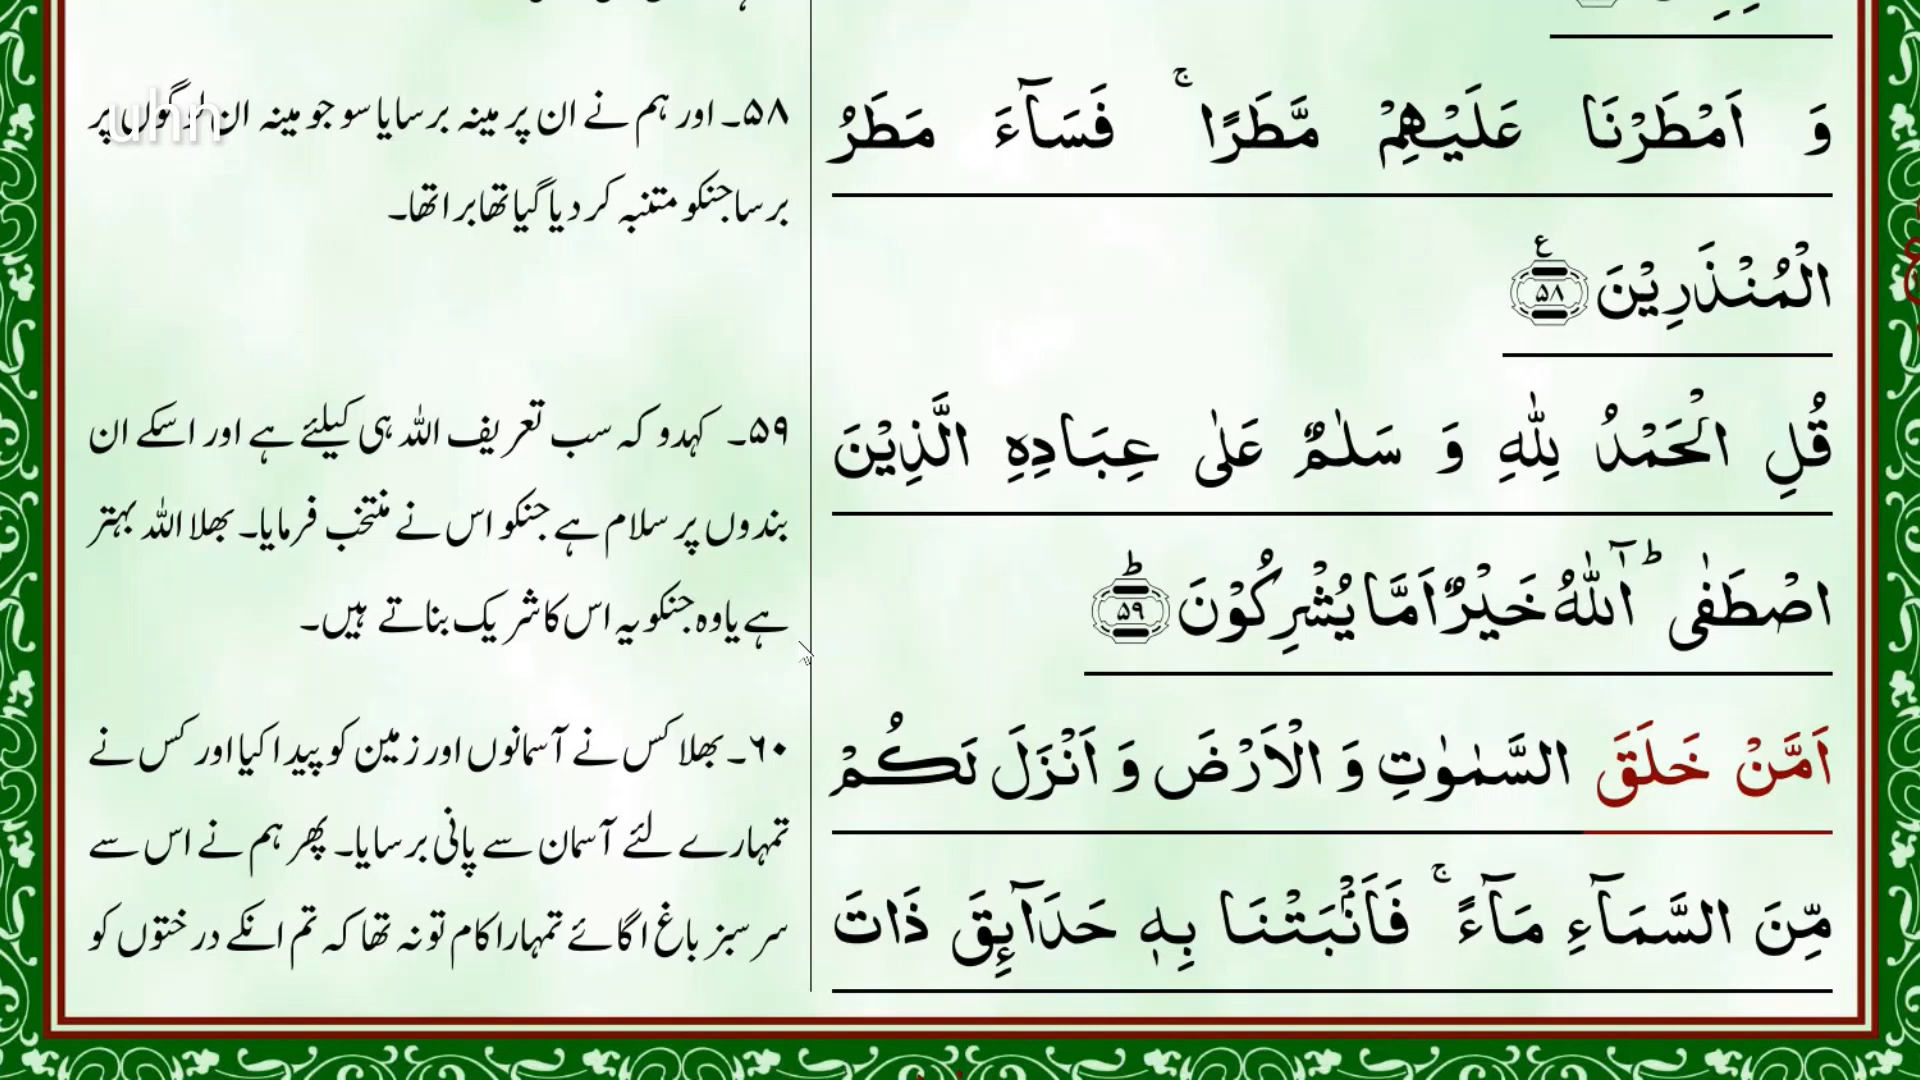 وَ اَمْطَرْنَا عَلَيْهِمْ مَّطَرًا ۚ فَسَآءَ مَطَرُ
الْمُنْذَرِيْنَ ﴿۵۸﴾ ع
قُلِ الْحَمْدُ لِلّٰهِ وَ سَلٰمٌ عَلٰى عِبَادِهِ الَّذِيْنَ
اصْطَفٰى ؕ آٰللّٰهُ خَيْرٌ اَمَّا يُشْرِكُوْنَ ﴿ؕ۵۹﴾
اَمَّنْ خَلَقَ السَّمٰوٰتِ وَ الْاَرْضَ وَ اَنْزَلَ لَكُمْ
مِّنَ السَّمَآءِ مَآءً ۚ فَاَنْۢبَتْنَا بِهٖ حَدَآئِقَ ذَاتَ
۵۸۔ اور ہم نے ان پر مینہ برسایا سو جو مینہ ان لوگوں پر
برسا جنکو متنبہ کر دیا گیا تھا برا تھا۔
۵۹۔ کہدو کہ سب تعریف اللہ ہی کیلئے ہے اور اسکے ان
بندوں پر سلام ہے جنکو اس نے منتخب فرمایا۔ بھلا اللہ بہتر
ہے یا وہ جنکو یہ اس کا شریک بناتے ہیں۔
۶۰۔ بھلا کس نے آسمانوں اور زمین کو پیدا کیا اور کس نے
تمہارے لئے آسمان سے پانی برسایا۔ پھر ہم نے اس سے
سرسبز باغ اگائے تمہارا کام تو نہ تھا کہ تم انکے درختوں کو
uhn